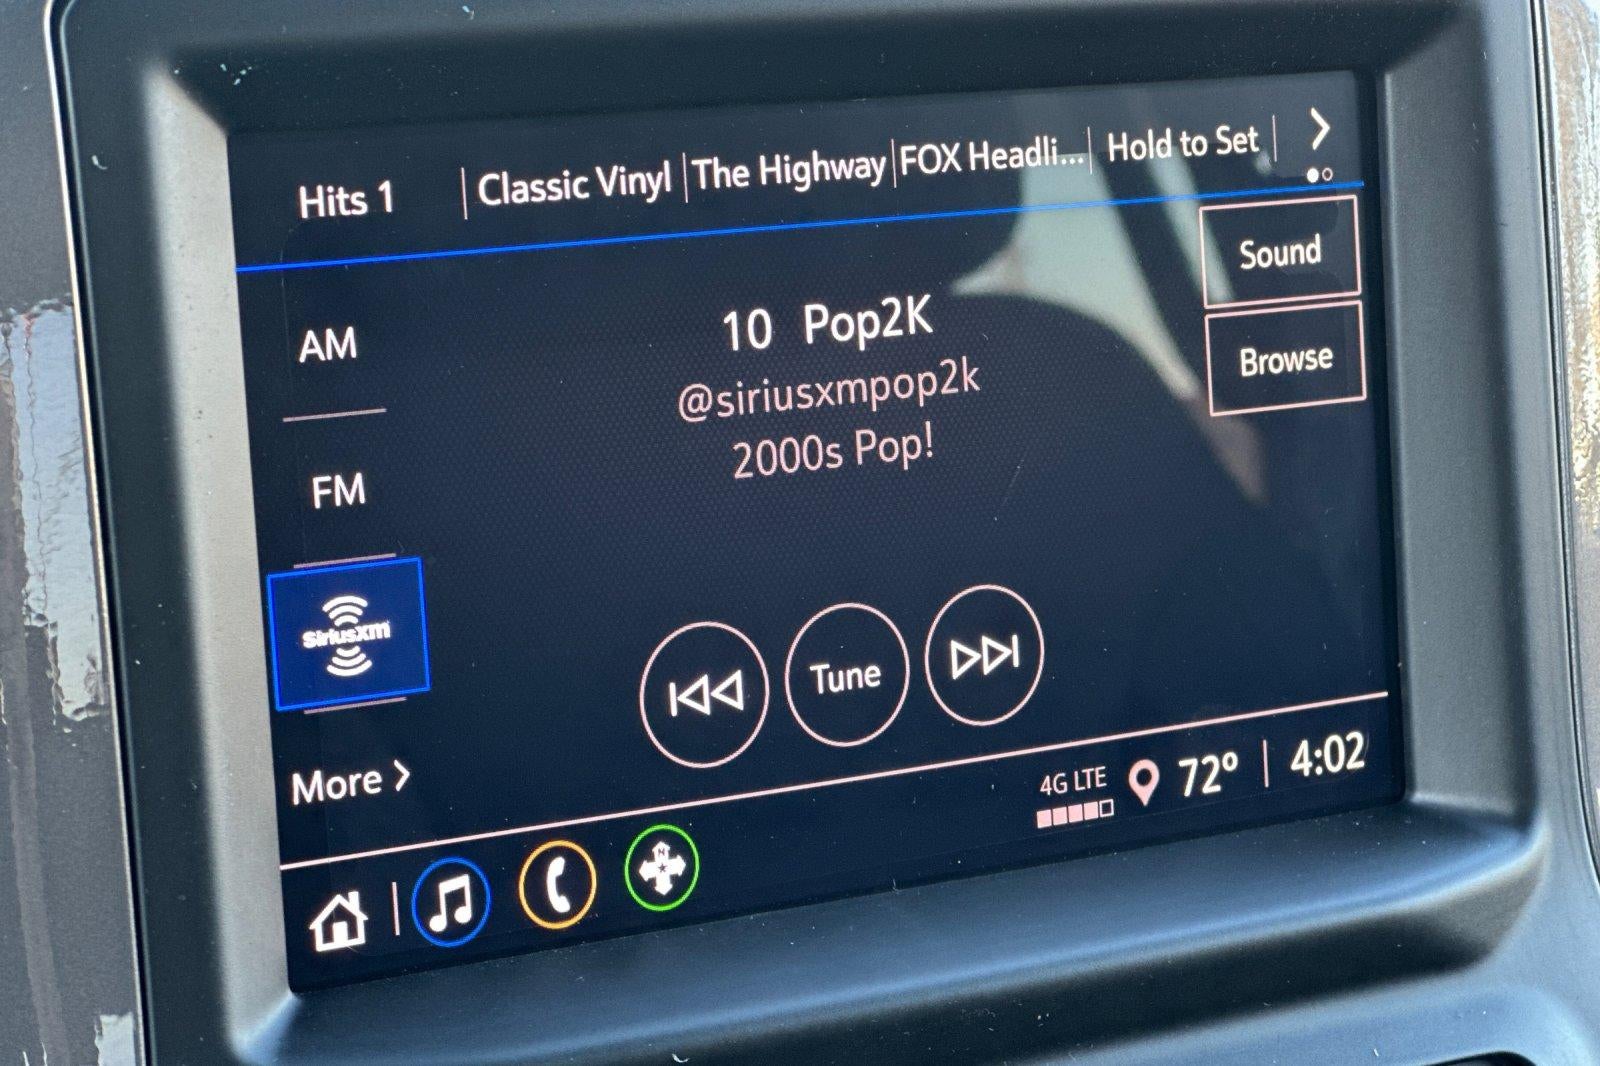 Hits 1 | Classic Vinyl | The Highway | FOX Headli... | Hold to Set |
Sound
AM
10 Pop2K
Browse
@siriusxmpop2k
2000s Pop!
FM
SiriusXM
Tune
More
4G LTE 72° | 4:02
N